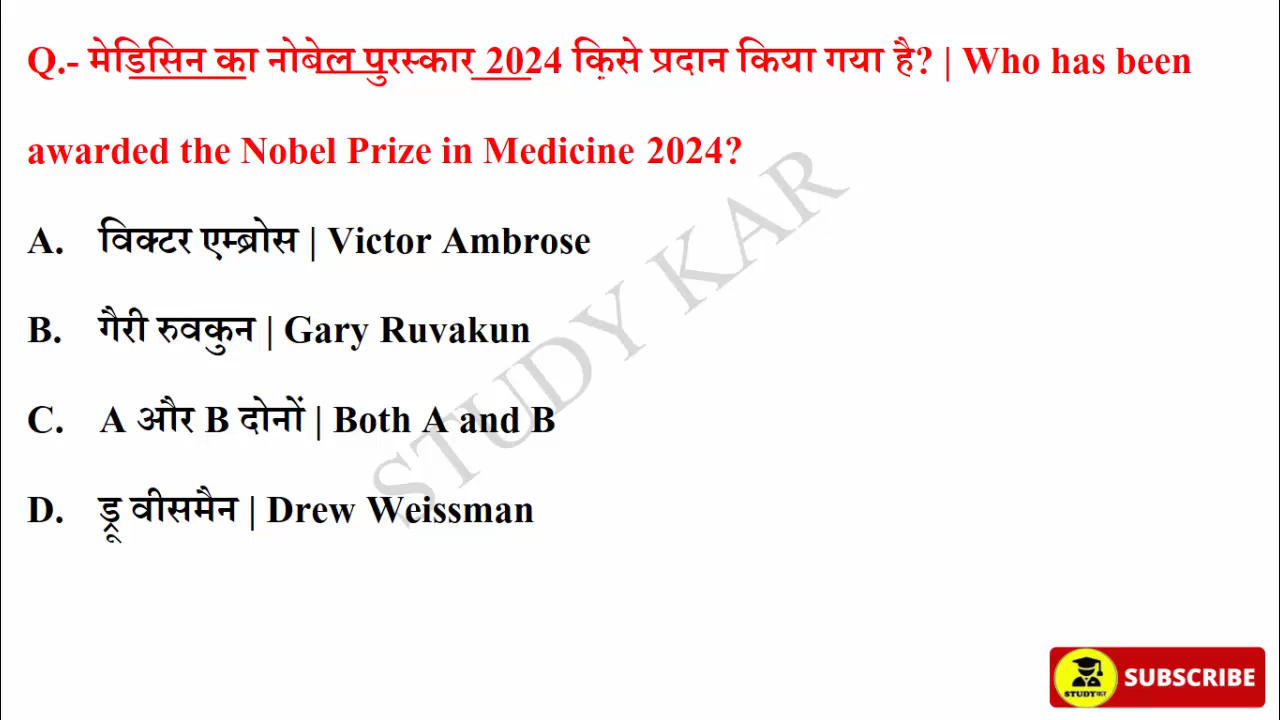 Q.- मेडिसिन का नोबेल पुरस्कार 2024 किसे प्रदान किया गया है? | Who has been
awarded the Nobel Prize in Medicine 2024?
A. विक्टर एम्ब्रोस | Victor Ambrose
B. गैरी रुवकुन | Gary Ruvakun
C. A और B दोनों | Both A and B
D. ड्रू वीसमैन | Drew Weissman
STUDY KAR
STUDYकर
SUBSCRIBE